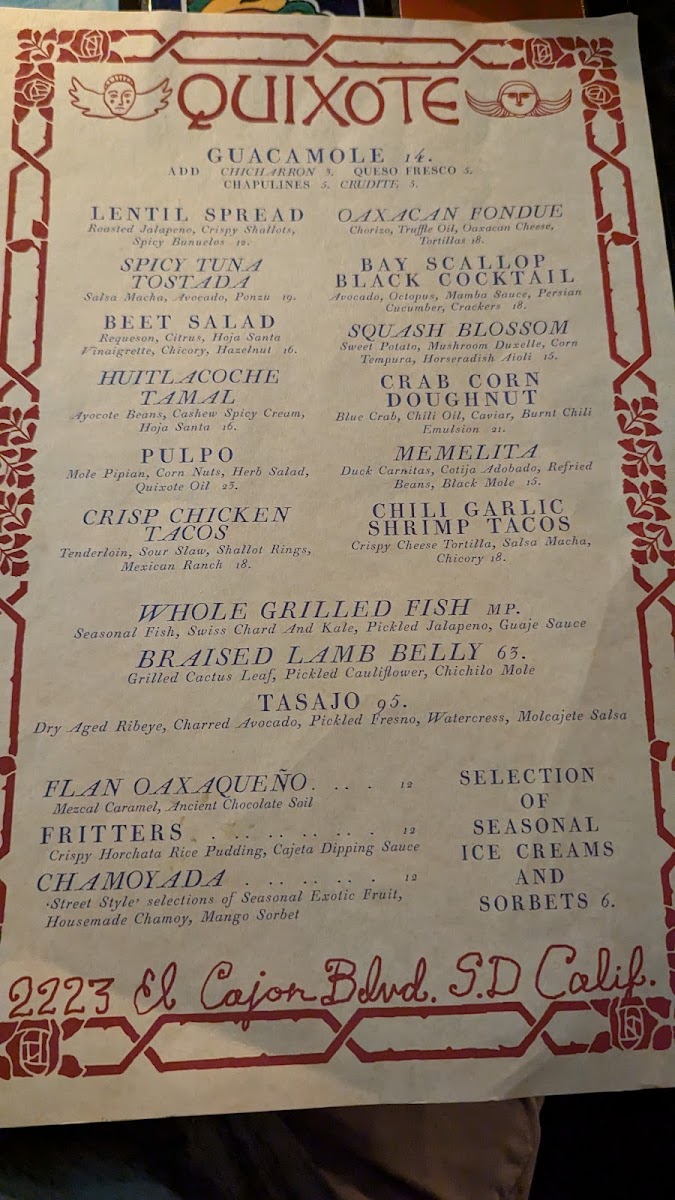 QUIXOTE
GUACAMOLE 14.
ADD CHICHARRON 3. QUESO FRESCO 5.
CHAPULINES 5. CRUDITE 5.
LENTIL SPREAD
Roasted Jalapeno, Crispy Shallots,
Spicy Bunuelos 12.
SPICY TUNA
TOSTADA
Salsa Macha, Avocado, Ponzu 19.
BEET SALAD
Requeson, Citrus, Hoja Santa
Vinaigrette, Chicory, Hazelnut 16.
HUITLACOCHE
TAMAL
Ayocote Beans, Cashew Spicy Cream,
Hoja Santa 16.
PULPO
Mole Pipian, Corn Nuts, Herb Salad,
Quixote Oil 23.
CRISP CHICKEN
TACOS
Tenderloin, Sour Slaw, Shallot Rings,
Mexican Ranch 18.
OAXACAN FONDUE
Chorizo, Truffle Oil, Oaxacan Cheese,
Tortillas 18.
BAY SCALLOP
BLACK COCKTAIL
Avocado, Octopus, Mamba Sauce, Persian
Cucumber, Crackers 18.
SQUASH BLOSSOM
Sweet Potato, Mushroom Duxelle, Corn
Tempura, Horseradish Aioli 15.
CRAB CORN
DOUGHNUT
Blue Crab, Chili Oil, Caviar, Burnt Chili
Emulsion 21.
MEMELITA
Duck Carnitas, Cotija Adobado, Refried
Beans, Black Mole 15.
CHILI GARLIC
SHRIMP TACOS
Crispy Cheese Tortilla, Salsa Macha,
Chicory 18.
WHOLE GRILLED FISH MP.
Seasonal Fish, Swiss Chard And Kale, Pickled Jalapeno, Guaje Sauce
BRAISED LAMB BELLY 63.
Grilled Cactus Leaf, Pickled Cauliflower, Chichilo Mole
TASAJO 95.
Dry Aged Ribeye, Charred Avocado, Pickled Fresno, Watercress, Molcajete Salsa
FLAN OAXAQUEÑO. . . . 12
Mezcal Caramel, Ancient Chocolate Soil
FRITTERS . . . . . . . . . 12
Crispy Horchata Rice Pudding, Cajeta Dipping Sauce
CHAMOYADA . . . . . . . . 12
'Street Style' selections of Seasonal Exotic Fruit,
Housemade Chamoy, Mango Sorbet
SELECTION
OF
SEASONAL
ICE CREAMS
AND
SORBETS 6.
2223 El Cajon Blvd. S.D Calif.